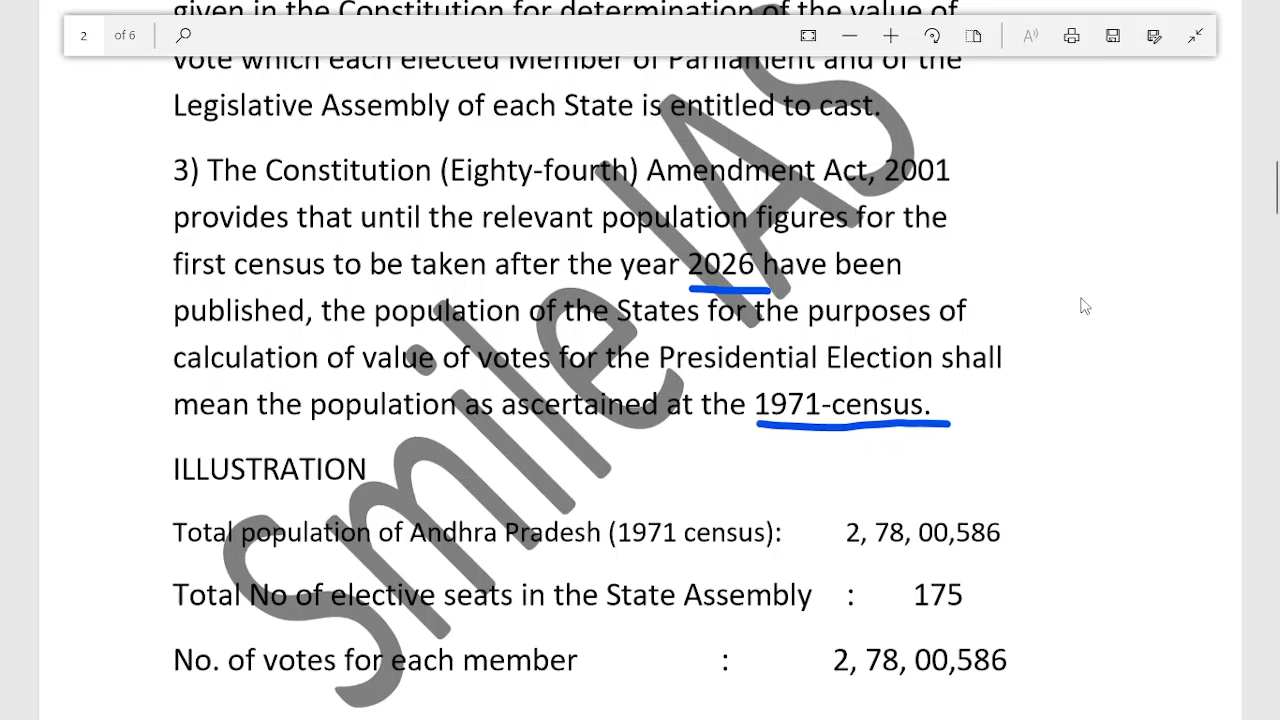 given in the Constitution for determination of the value of
2 of 6
vote which each elected Member of Parliament and of the
Legislative Assembly of each State is entitled to cast.
3) The Constitution (Eighty-fourth) Amendment Act, 2001
provides that until the relevant population figures for the
first census to be taken after the year 2026 have been
published, the population of the States for the purposes of
calculation of value of votes for the Presidential Election shall
mean the population as ascertained at the 1971-census.
ILLUSTRATION
Total population of Andhra Pradesh (1971 census): 2, 78, 00,586
Total No of elective seats in the State Assembly : 175
No. of votes for each member : 2, 78, 00,586
Smile IAS